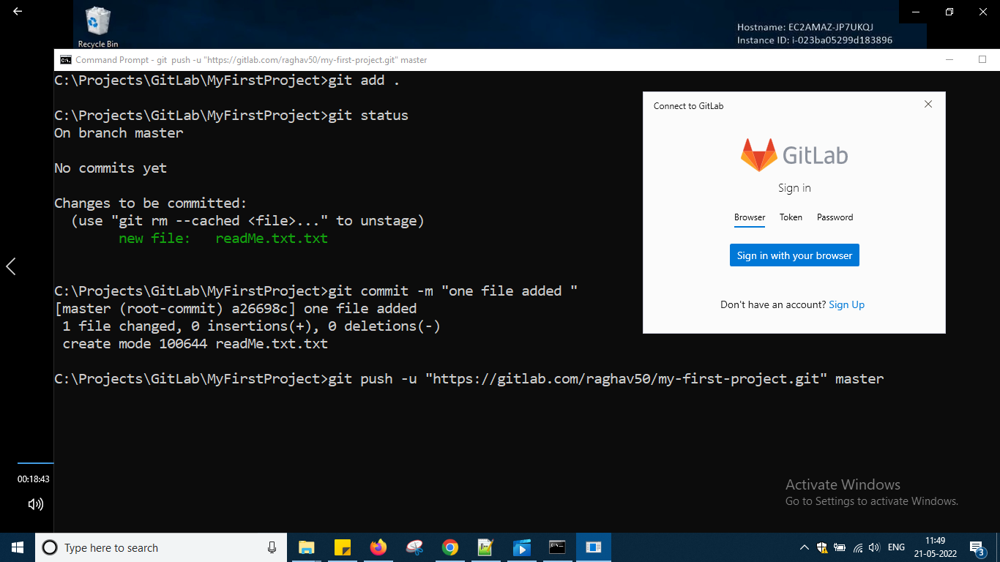 Recycle Bin
Hostname: EC2AMAZ-JP7UKQJ
Instance ID: i-023ba05299d183896
Command Prompt - git  push -u "https://gitlab.com/raghav50/my-first-project.git" master
C:\Projects\GitLab\MyFirstProject>git add .
C:\Projects\GitLab\MyFirstProject>git status
On branch master
No commits yet
Changes to be committed:
  (use "git rm --cached <file>..." to unstage)
        new file:   readMe.txt.txt
C:\Projects\GitLab\MyFirstProject>git commit -m "one file added "
[master (root-commit) a26698c] one file added
 1 file changed, 0 insertions(+), 0 deletions(-)
 create mode 100644 readMe.txt.txt
C:\Projects\GitLab\MyFirstProject>git push -u "https://gitlab.com/raghav50/my-first-project.git" master
Connect to GitLab
GitLab
Sign in
Browser Token Password
Sign in with your browser
Don't have an account? Sign Up
00:18:43
Activate Windows
Go to Settings to activate Windows.
Type here to search
ENG
11:49
21-05-2022
3